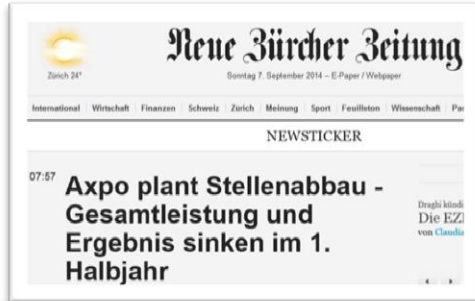 Neue Zürcher Zeitung
Zürich 24°
Sonntag 7. September 2014 – E-Paper / Webpaper
International Wirtschaft Finanzen Schweiz Zürich Meinung Sport Feuilleton Wissenschaft
NEWSTICKER
07:57
Axpo plant Stellenabbau -
Gesamtleistung und
Ergebnis sinken im 1.
Halbjahr
Draghi
Die
von Claudia